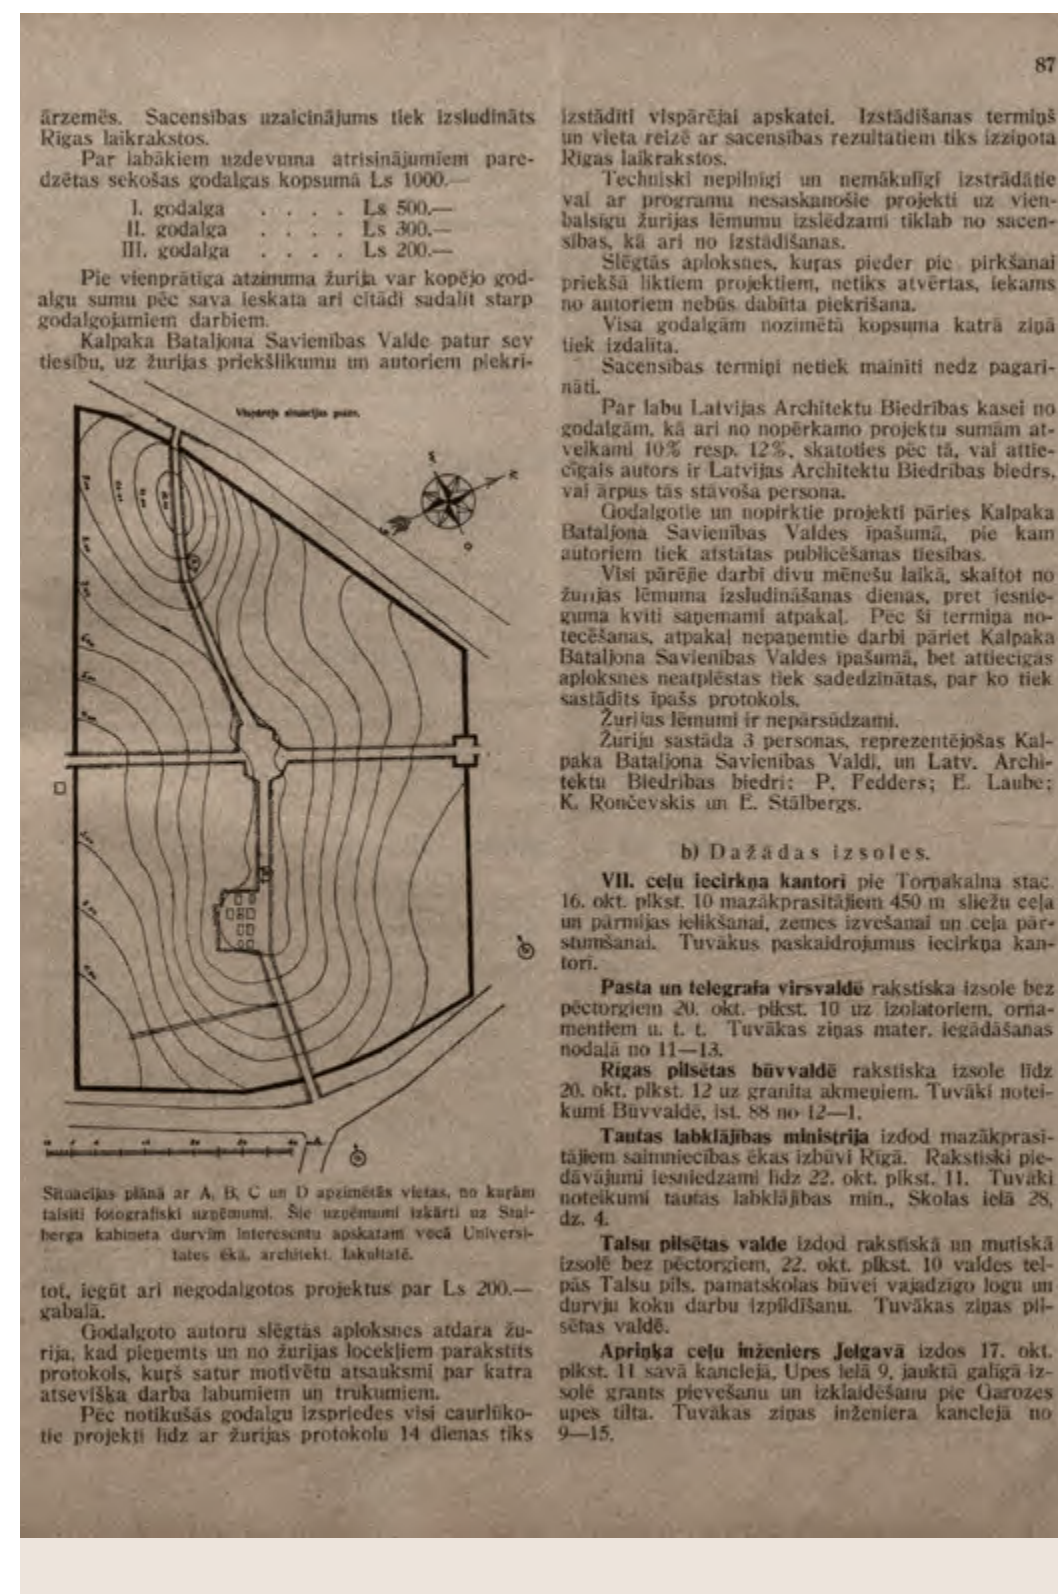 87
ārzemēs. Sacensības uzaicinājums tiek izsludināts
Rīgas laikrakstos.
Par labākiem uzdevuma atrisinājumiem pare-
dzētas sekošas godalgas kopsumā Ls 1000.—
I. godalga . . . . Ls 500.—
II. godalga . . . . Ls 300.—
III. godalga . . . . Ls 200.—
Pie vienprātīga atzinuma žurija var kopējo god-
algu sumu pēc sava ieskata ari citādi sadalīt starp
godalgojamiem darbiem.
Kalpaka Bataljona Savienības Valde patur sev
tiesību, uz žurijas priekšlikumu un autoriem piekri-
Vispārējs situācijas plans.
Situacijas plānā ar A, B, C un D apzimētās vietas, no kuŗām
taisiti fotografiski uzņēmumi. Šie uzņēmumi izkārti uz Stal-
berga kabineta durvim interesentu apskatam vecā Universi-
tates ēkā, architekt. fakultatē.
tot, iegūt ari negodalgotos projektus par Ls 200.—
gabalā.
Godalgoto autoru slēgtās aploksnes atdara žu-
rija, kad pieņemts un no žurijas locekļiem parakstīts
protokols, kuŗš satur motivētu atsauksmi par katra
atsevišķa darba labumiem un trūkumiem.
Pēc notikušās godalgu izspriedes visi caurlūko-
tie projekti līdz ar žurijas protokolu 14 dienas tiks
izstādīti vispārējai apskatei. Izstādīšanas termiņš
un vieta reizē ar sacensības rezultatiem tiks izziņota
Rīgas laikrakstos.
Techniski nepilnīgi un nemākulīgi izstrādātie
vai ar programu nesaskanošie projekti uz vien-
balsīgu žurijas lēmumu izslēdzami tiklab no sacen-
sības, kā ari no izstādīšanas.
Slēgtās aploksnes, kuŗas pieder pie pirkšanai
priekšā liktiem projektiem, netiks atvērtas, iekams
no autoriem nebūs dabūta piekrišana.
Visa godalgām nozīmētā kopsuma katrā ziņā
tiek izdalīta.
Sacensības termiņi netiek mainīti nedz pagari-
nāti.
Par labu Latvijas Architektu Biedrības kasei no
godalgām, kā ari no nopērkamo projektu sumām at-
velkami 10% resp. 12%, skatoties pēc tā, vai attie-
cīgais autors ir Latvijas Architektu Biedrības biedrs,
vai ārpus tās stāvoša persona.
Godalgotie un nopirktie projekti pāries Kalpaka
Bataljona Savienības Valdes īpašumā, pie kam
autoriem tiek atstātas publicēšanas tiesības.
Visi pārējie darbi divu mēnešu laikā, skaitot no
žurijas lēmuma izsludināšanas dienas, pret iesnie-
guma kvīti saņemami atpakaļ. Pēc šī termiņa no-
tecēšanas, atpakaļ nepaņemtie darbi pāriet Kalpaka
Bataljona Savienības Valdes īpašumā, bet attiecīgās
aploksnes neatplēstas tiek sadedzinātas, par ko tiek
sastādīts īpašs protokols.
Žurijas lēmumi ir nepārsūdzami.
Žuriju sastāda 3 personas, reprezentējošas Kal-
paka Bataljona Savienības Valdi, un Latv. Archi-
tektu Biedrības biedri: P. Fedders; E. Laube;
K. Rončevskis un E. Stālbergs.
b) Dažādas izsoles.
VII. ceļu iecirkņa kantorī pie Torņakalna stac.
16. okt. plkst. 10 mazākprasītājiem 450 m sliežu ceļa
un pārmijas ielikšanai, zemes izvešanai un ceļa pār-
stumšanai. Tuvākus paskaidrojumus iecirkņa kan-
torī.
Pasta un telegrafa virsvaldē rakstiska izsole bez
pēctorgiem 20. okt. plkst. 10 uz izolatoriem, orna-
mentiem u. t. t. Tuvākas ziņas mater. iegādāšanas
nodaļā no 11—13.
Rīgas pilsētas būvvaldē rakstiska izsole līdz
20. okt. plkst. 12 uz granīta akmeņiem. Tuvāki notei-
kumi Būvvaldē, ist. 88 no 12—1.
Tautas labklājības ministrija izdod mazākprasī-
tājiem saimniecības ēkas izbūvi Rīgā. Rakstiski pie-
dāvājumi iesniedzami līdz 22. okt. plkst. 11. Tuvāki
noteikumi tautas labklājības min., Skolas ielā 28,
dz. 4.
Talsu pilsētas valde izdod rakstiskā un mutiskā
izsolē bez pēctorgiem, 22. okt. plkst. 10 valdes tel-
pās Talsu pils. pamatskolas būvei vajadzīgo logu un
durvju koku darbu izpildīšanu. Tuvākas ziņas pil-
sētas valdē.
Apriņķa ceļu inženiers Jelgavā izdos 17. okt.
plkst. 11 savā kanclejā, Upes ielā 9, jauktā galīgā iz-
solē grants pievešanu un izklaidēšanu pie Garozes
upes tilta. Tuvākas ziņas inženiera kanclejā no
9—15.